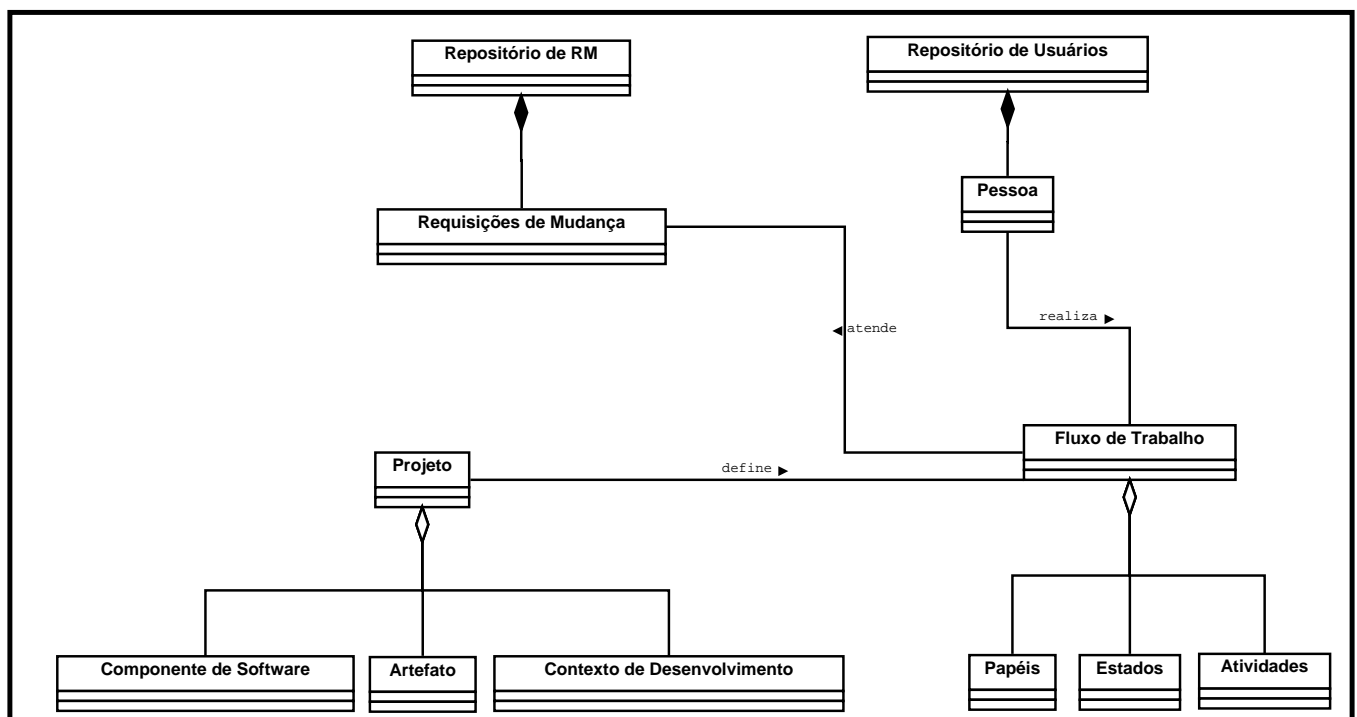 Repositório de RM
Repositório de Usuários
Pessoa
Requisições de Mudança
realiza
atende
Fluxo de Trabalho
Projeto
define
Componente de Software
Artefato
Contexto de Desenvolvimento
Papéis
Estados
Atividades